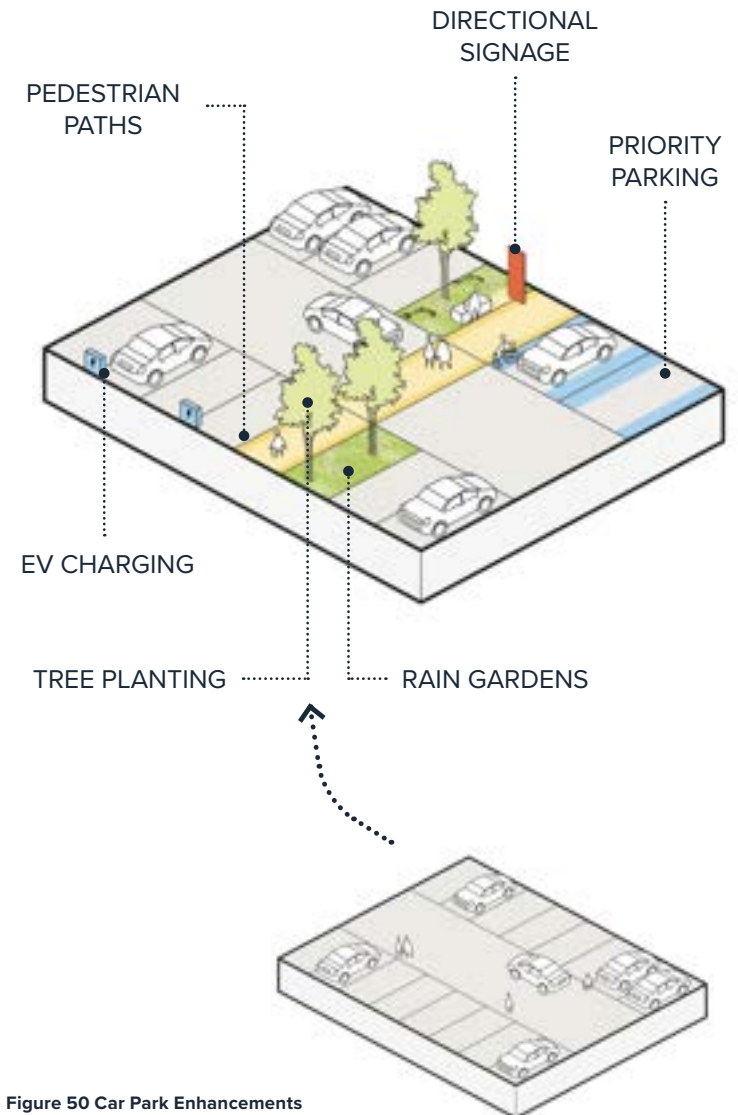 DIRECTIONAL
SIGNAGE
PEDESTRIAN
PATHS
PRIORITY
PARKING
EV CHARGING
TREE PLANTING
RAIN GARDENS
Figure 50 Car Park Enhancements